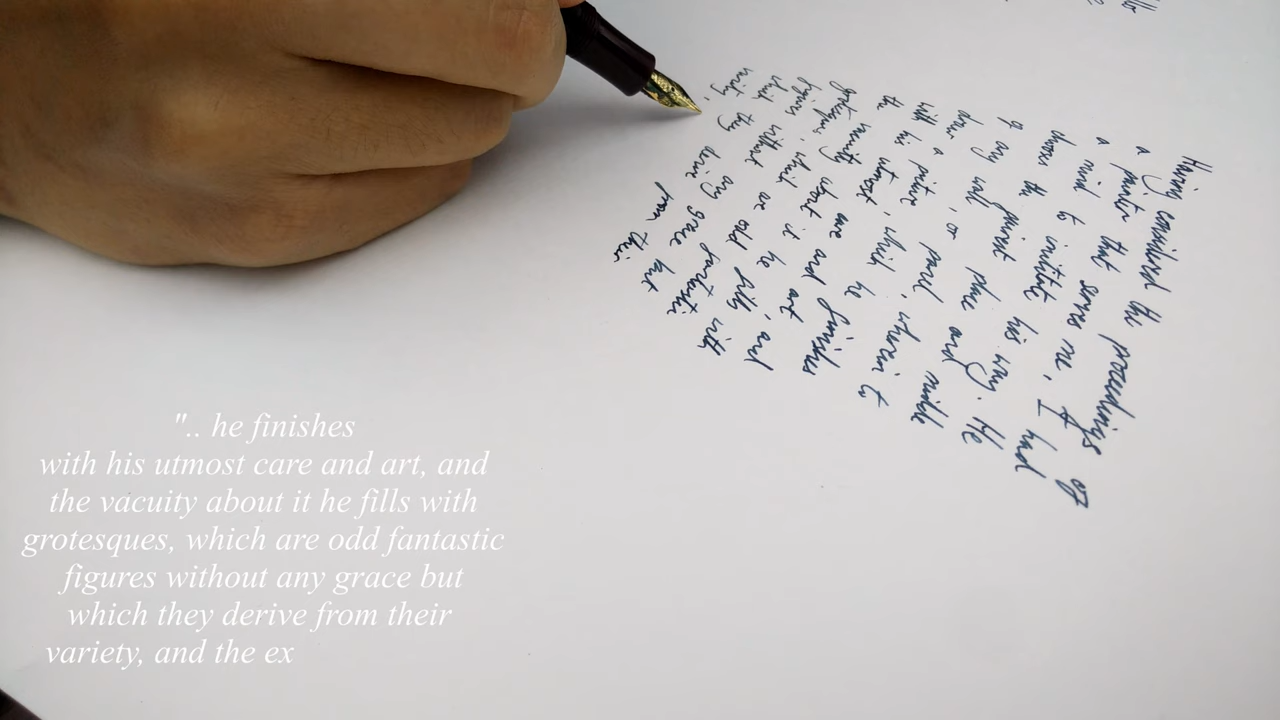 Having considered the proceedings of
a painter that serves me, I had
a mind to imitate his way. He
chooses the fairest place and middle
of any wall, or panel, wherein to
draw a picture, which he finishes
with his utmost care and art, and
the vacuity about it he fills with
grotesques, which are odd fantastic
figures without any grace but
which they derive from their
variety,
".. he finishes
with his utmost care and art, and
the vacuity about it he fills with
grotesques, which are odd fantastic
figures without any grace but
which they derive from their
variety, and the ex